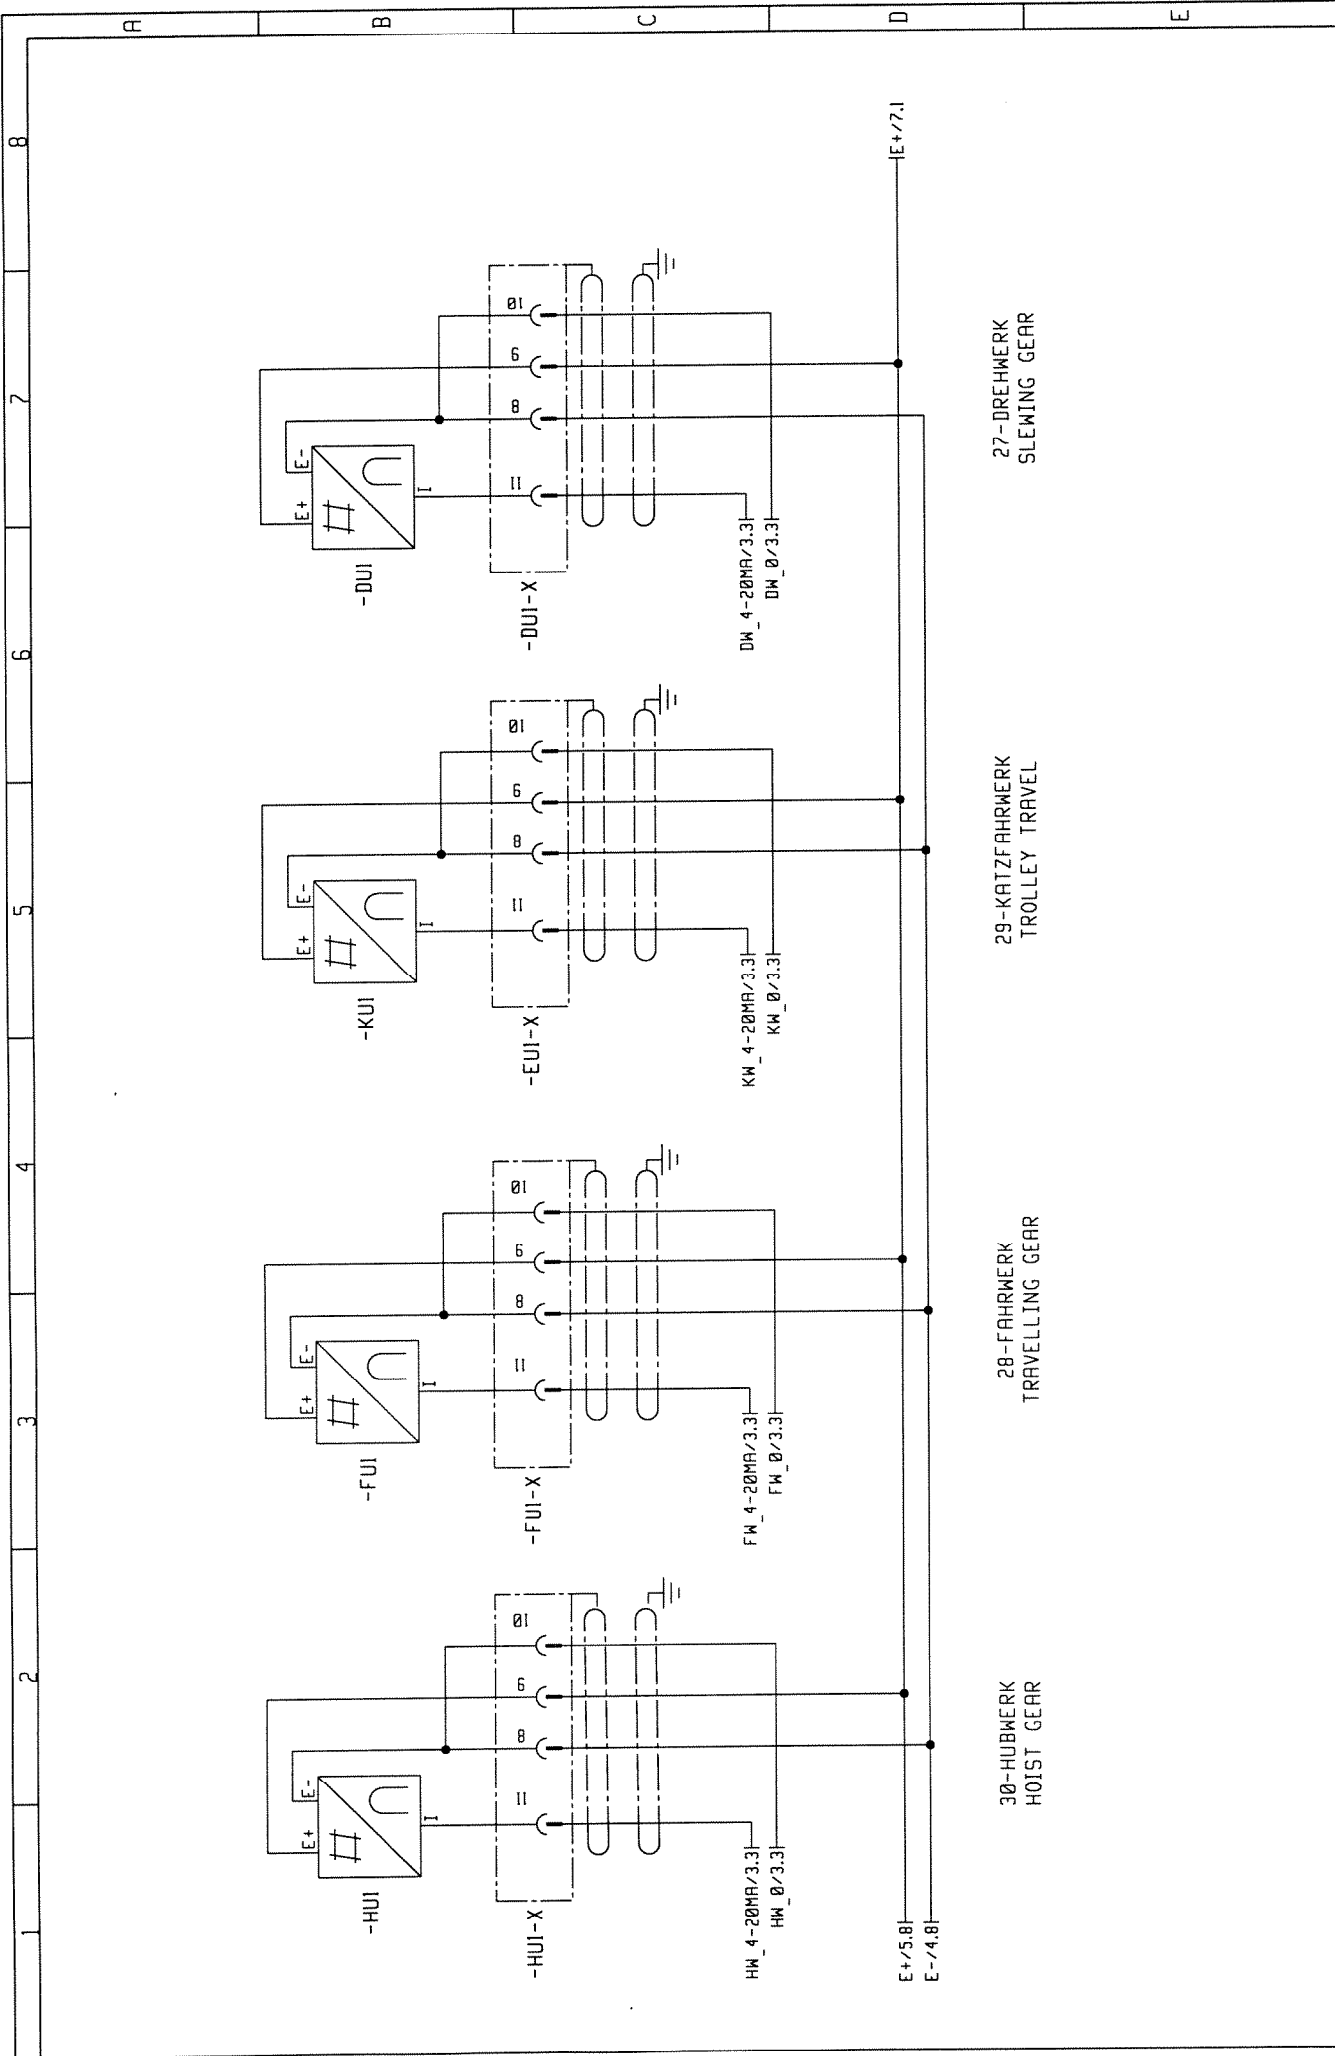 1
2
3
4
5
6
7
8
A
B
C
D
E
E+
E-
-HU1
I
11
8
9
10
-HU1-X
HW_4-20MA/3.3
HW_0/3.3
E+
E-
-FU1
I
11
8
9
10
-FU1-X
FW_4-20MA/3.3
FW_0/3.3
E+
E-
-KU1
I
11
8
9
10
-EU1-X
KW_4-20MA/3.3
KW_0/3.3
E+
E-
-DU1
I
11
8
9
10
-DU1-X
DW_4-20MA/3.3
DW_0/3.3
E+/5.8
E-/4.8
E+/7.1
30-HUBWERK
HOIST GEAR
28-FAHRWERK
TRAVELLING GEAR
29-KATZFAHRWERK
TROLLEY TRAVEL
27-DREHWERK
SLEWING GEAR